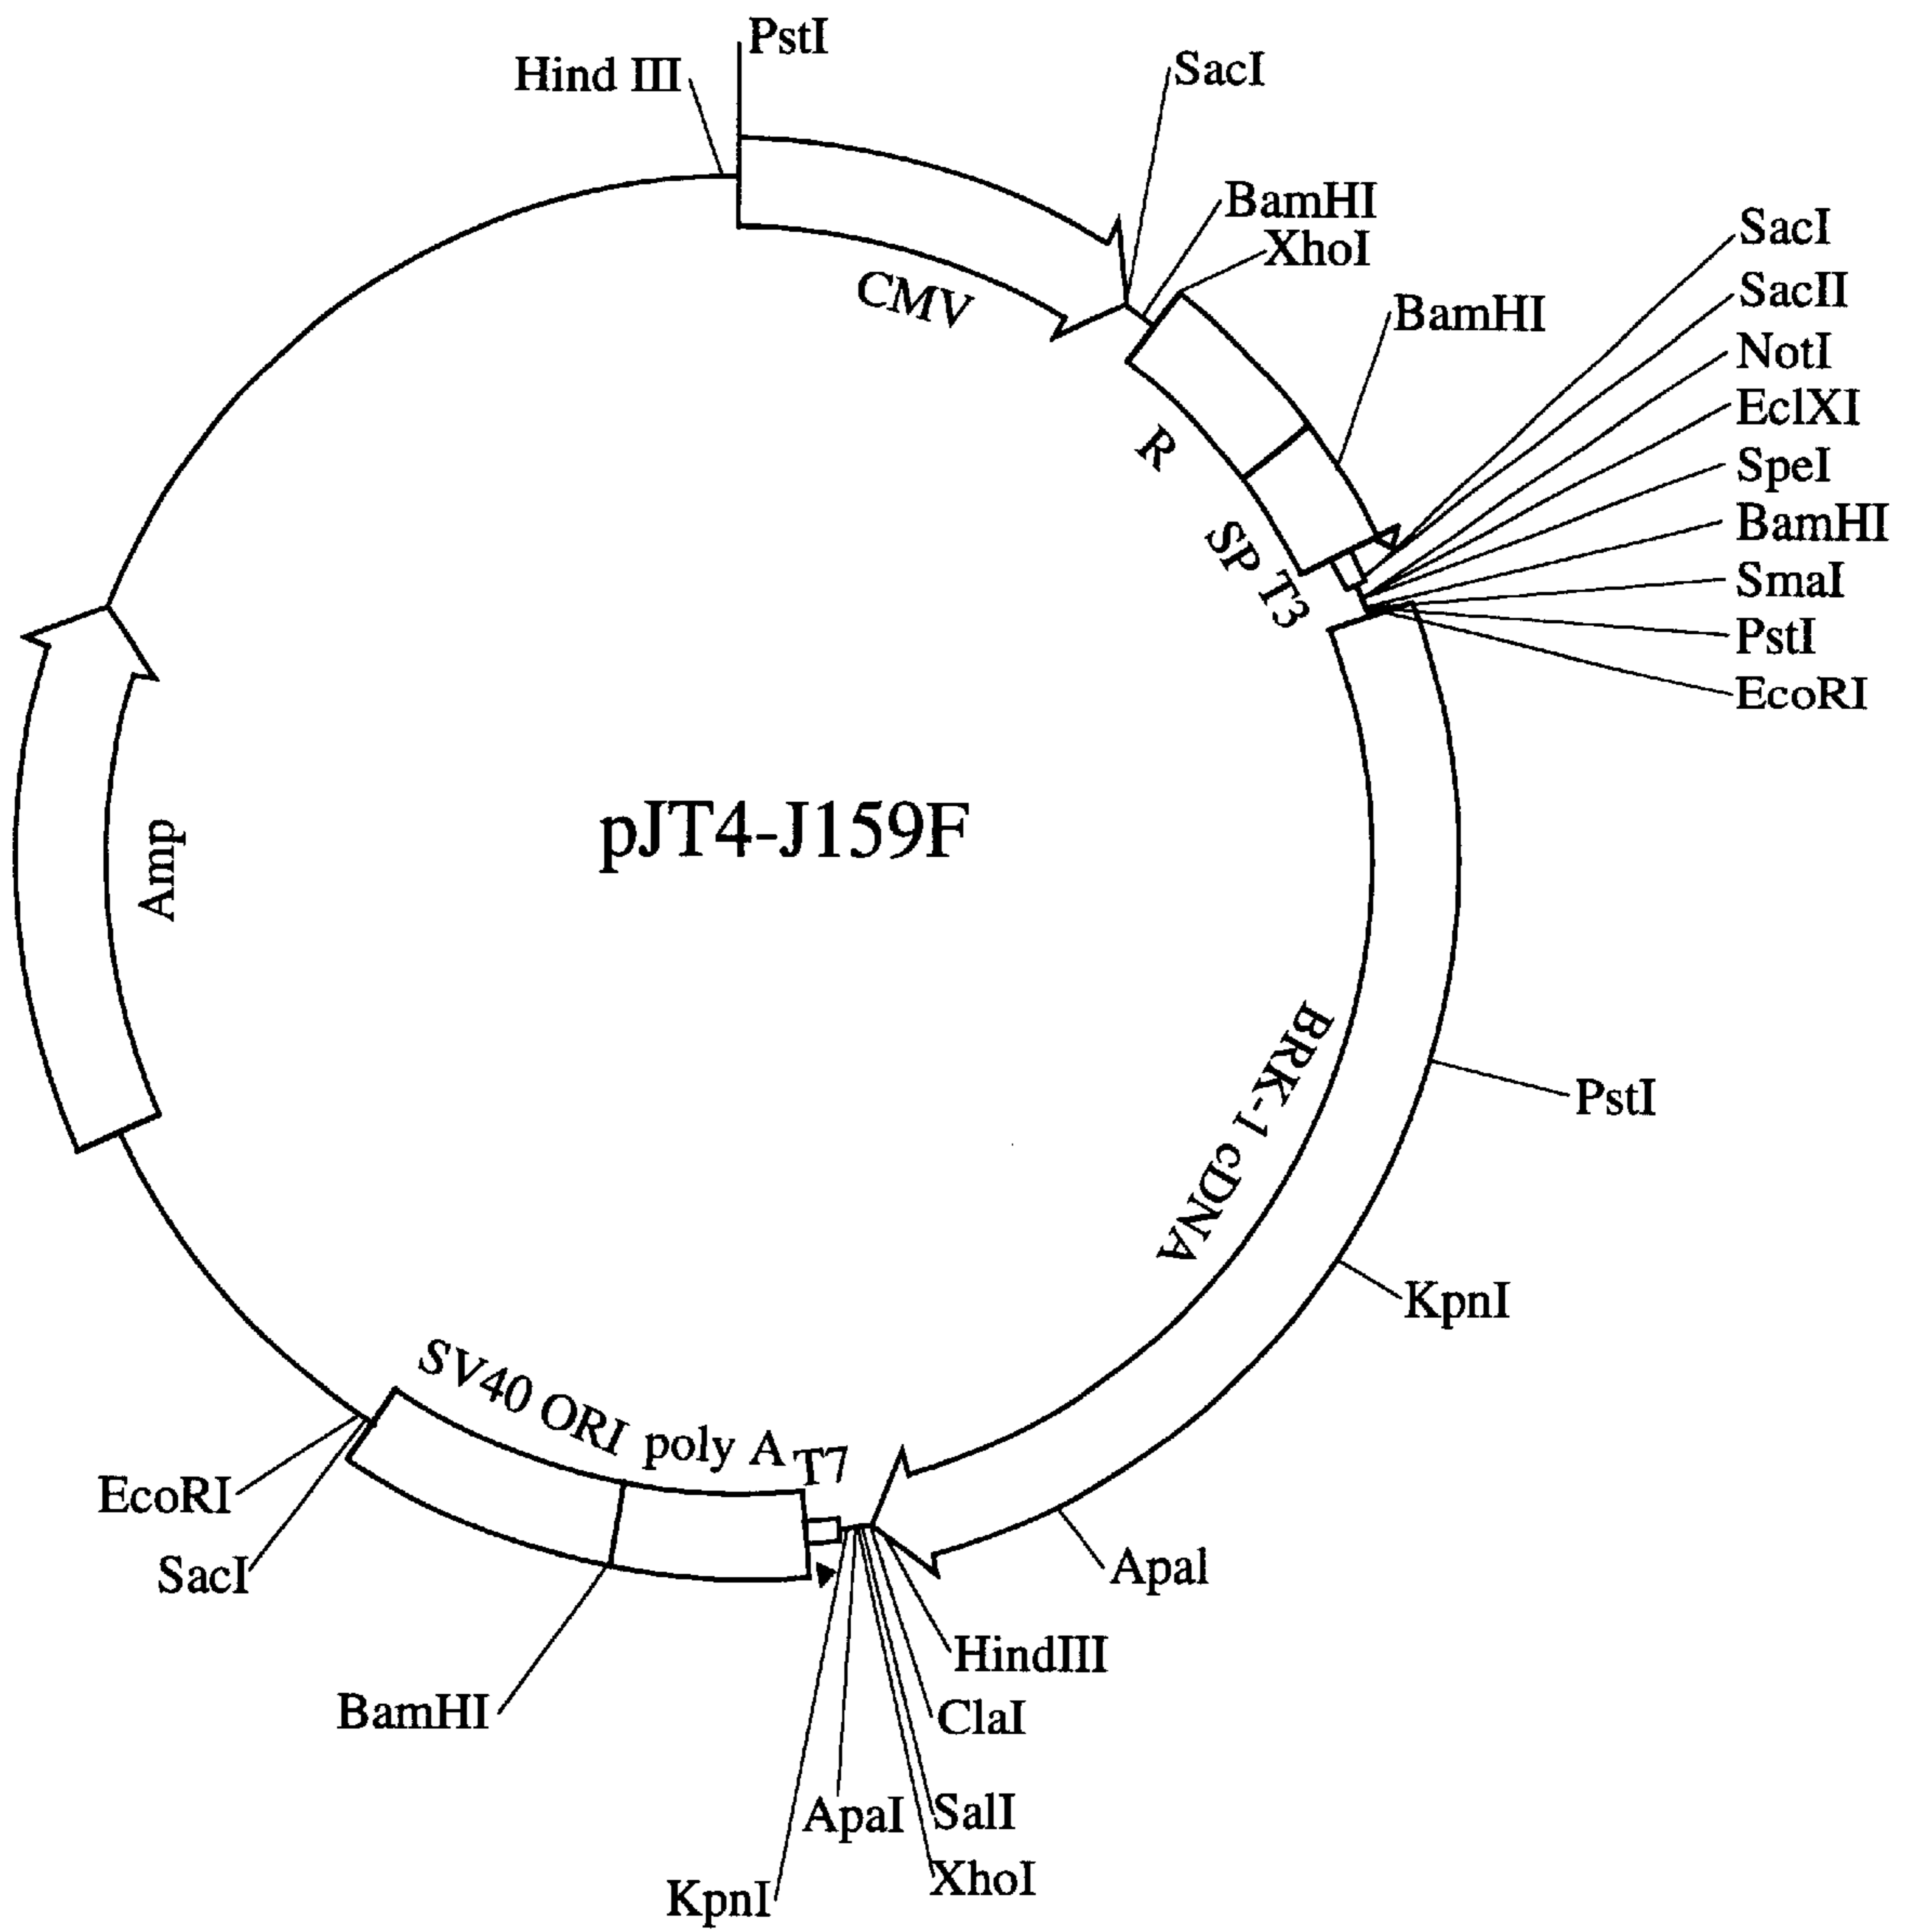 PstI
Hind III
SacI
BamHI
XhoI
BamHI
SacI
SacII
NotI
EclXI
SpeI
BamHI
SmaI
PstI
EcoRI
CMV
R
SP T3
pJT4-J159F
Amp
BRK-1 cDNA
PstI
KpnI
SV40 ORI poly A T7
EcoRI
SacI
BamHI
ApaI
HindIII
ClaI
ApaI
SalI
XhoI
KpnI